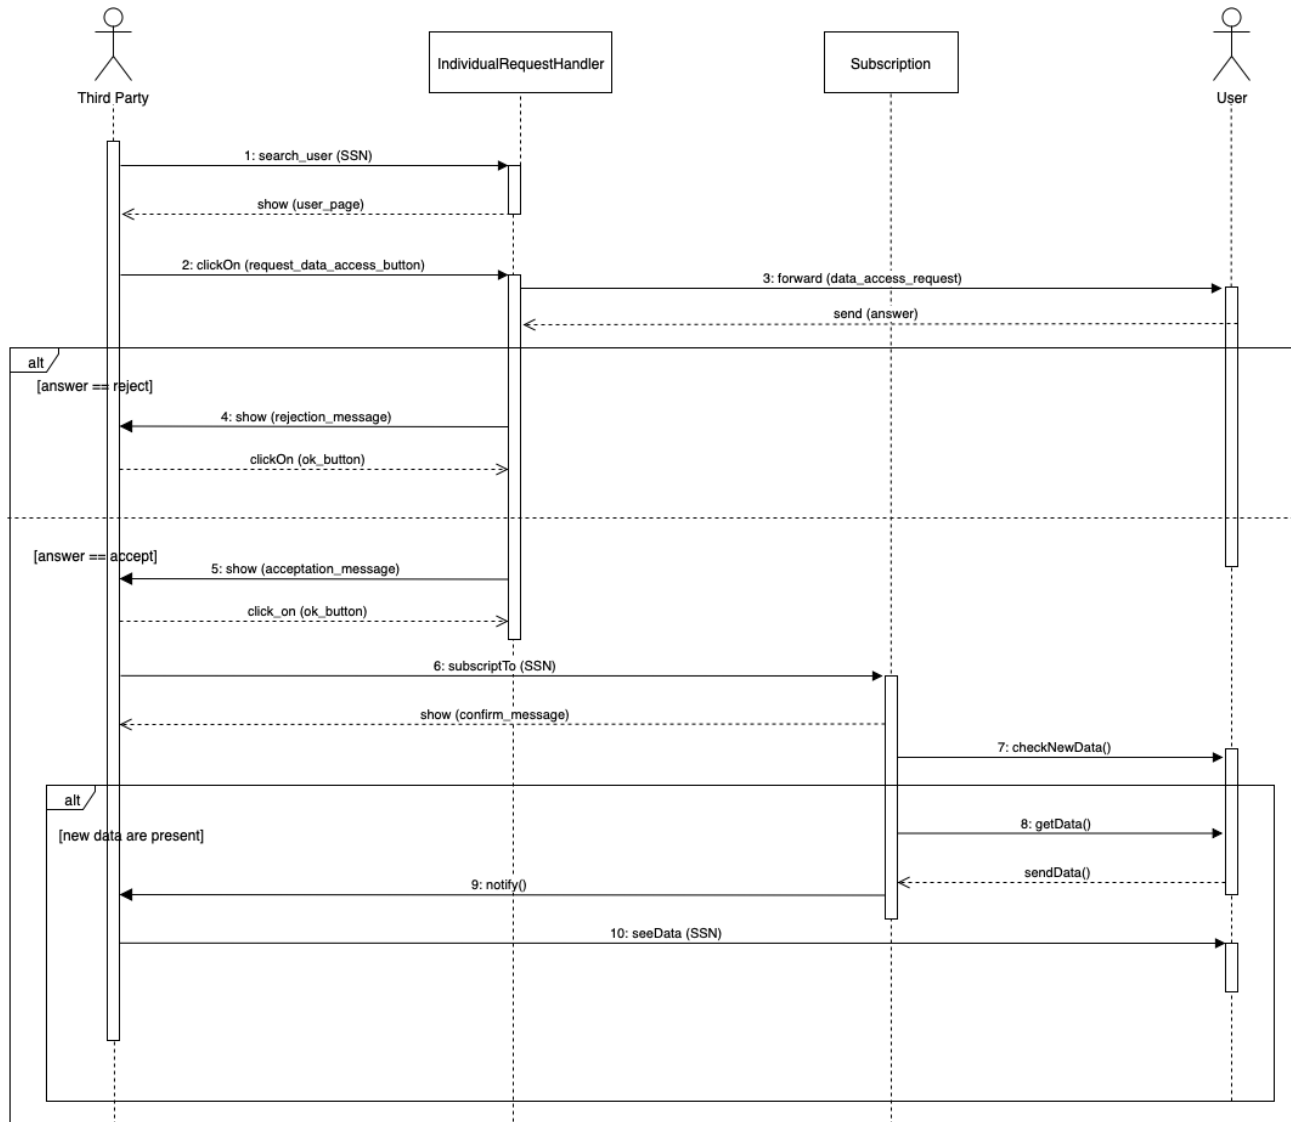 IndividualRequestHandler
Subscription
Third Party
User
1: search_user (SSN)
show (user_page)
2: clickOn (request_data_access_button)
3: forward (data_access_request)
send (answer)
alt
[answer == reject]
4: show (rejection_message)
clickOn (ok_button)
[answer == accept]
5: show (acceptation_message)
click_on (ok_button)
6: subscriptTo (SSN)
show (confirm_message)
7: checkNewData()
alt
[new data are present]
8: getData()
sendData()
9: notify()
10: seeData (SSN)